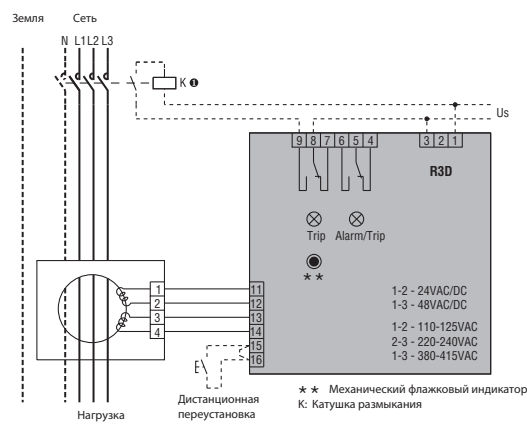 Земля Сеть
N L1 L2 L3
K ❶
Us
9 8 7 6 5 4 3 2 1
R3D
Trip Alarm/Trip
* *
1 11
2 12
3 13
4 14
15
16
1-2 - 24VAC/DC
1-3 - 48VAC/DC
1-2 - 110-125VAC
2-3 - 220-240VAC
1-3 - 380-415VAC
E
Нагрузка
Дистанционная
переустановка
* * Механический флажковый индикатор
K: Катушка размыкания